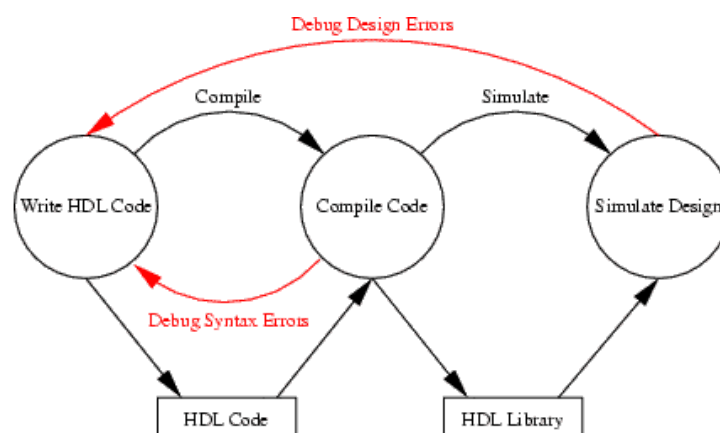 Debug Design Errors
Compile
Simulate
Write HDL Code
Compile Code
Simulate Design
Debug Syntax Errors
HDL Code
HDL Library